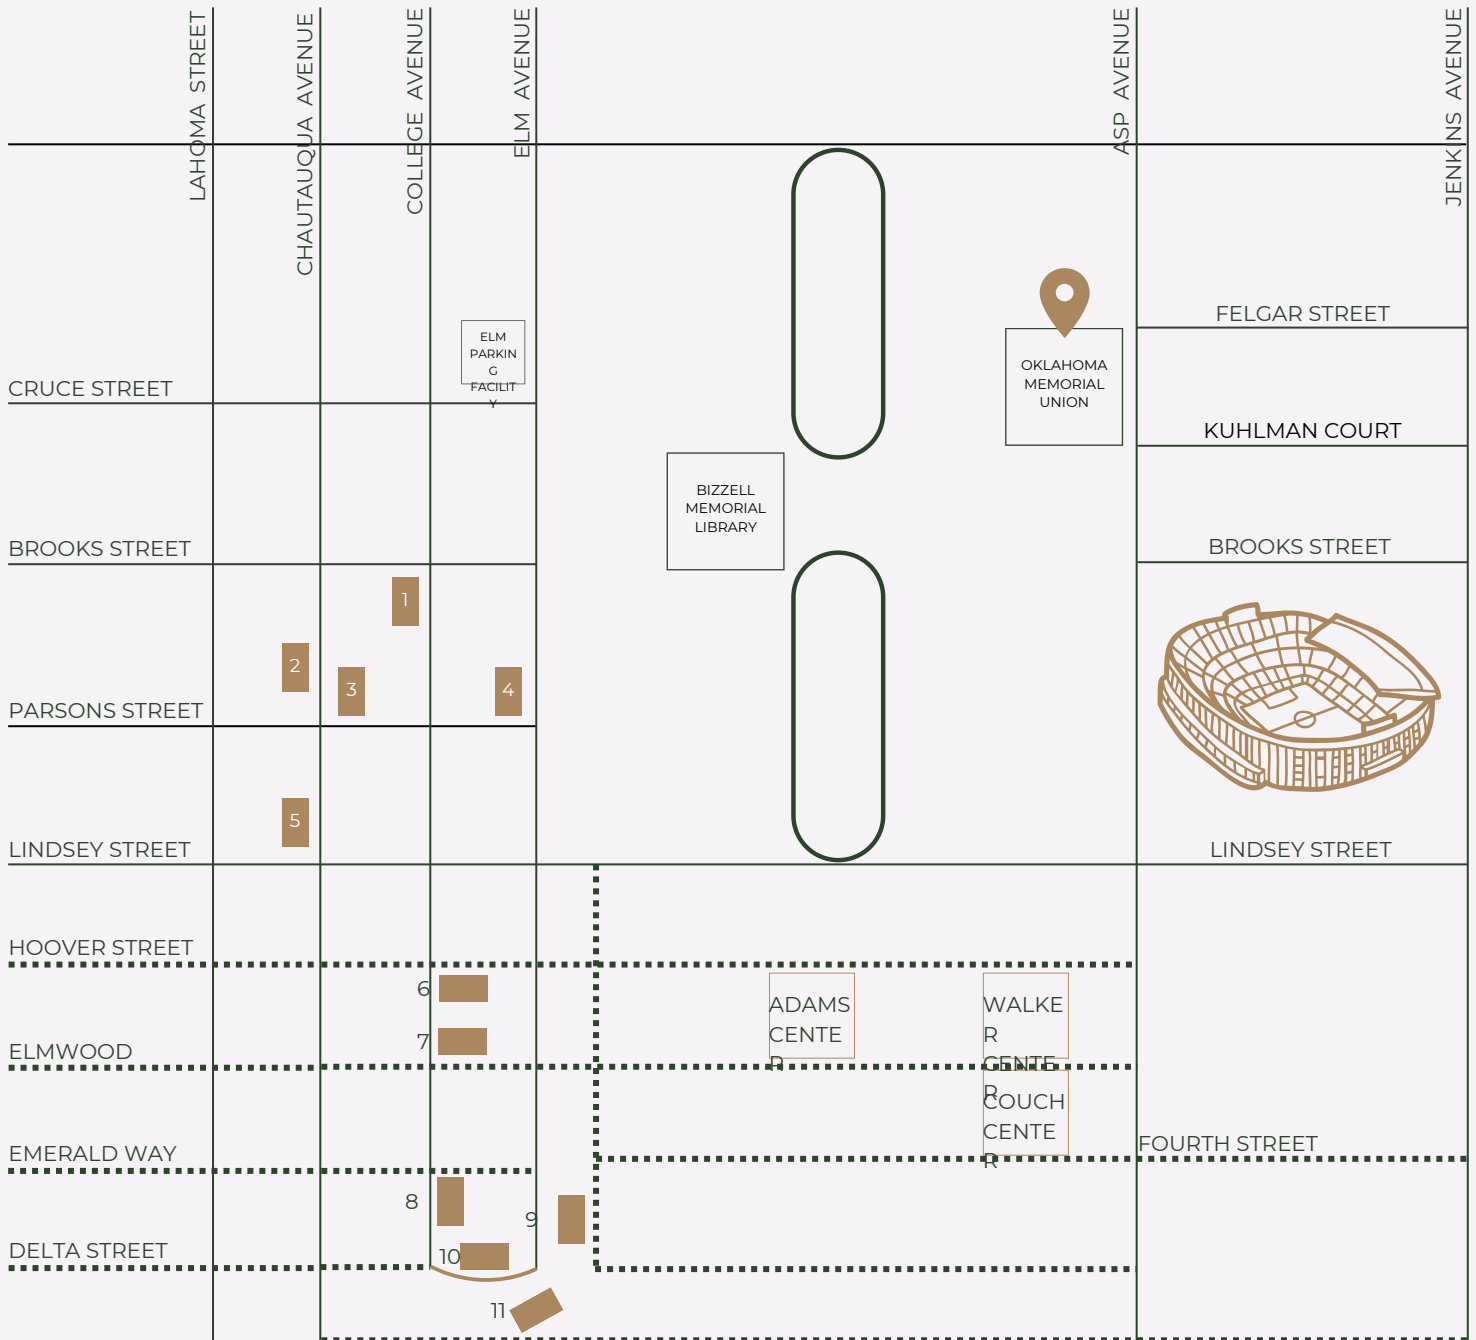 LAHOMA STREET
CHAUTAUQUA AVENUE
COLLEGE AVENUE
ELM AVENUE
ASP AVENUE
JENKINS AVENUE
FELGAR STREET
ELM
PARKIN
G
FACILIT
Y
OKLAHOMA
MEMORIAL
UNION
CRUCE STREET
KUHLMAN COURT
BIZZELL
MEMORIAL
LIBRARY
BROOKS STREET
BROOKS STREET
1
2
3
4
PARSONS STREET
5
LINDSEY STREET
LINDSEY STREET
HOOVER STREET
6
ADAMS
CENTE
R
WALKE
R
CENTE
R
7
ELMWOOD
COUCH
CENTE
R
EMERALD WAY
FOURTH STREET
8
9
DELTA STREET
10
11